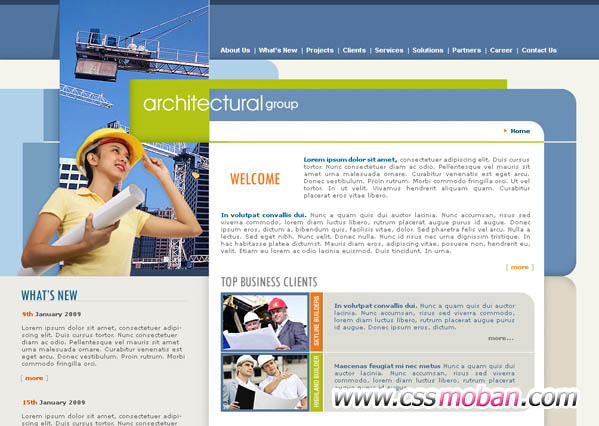 About Us | What's New | Projects | Clients | Services | Solutions | Partners | Career | Contact Us
architectural group
Home
WELCOME
Lorem ipsum dolor sit amet, consectetuer adipiscing elit. Duis cursus
tortor. Nunc consectetuer diam ac odio. Pellentesque mattis, sapien sit amet
amet urna malesuada ornare. Curabitur venenatis est eget arcu.
Donec vestibulum. Proin rutrum. Morbi commodo fringilla orci. Ut vel
tortor. In ut velit. Vivamus hendrerit aliquam quam. Curabitur
placerat eros vitae libero.
In volutpat convallis dui. Nunc a quam quis dui auctor lacinia. Nunc accumsan, risus sed
viverra commodo, lorem diam luctus libero, rutrum placerat augue purus id augue. Donec
ipsum eros, dictum a, bibendum quis, facilisis vitae, dolor. Sed pharetra felis vel arcu. Nulla a
lectus. Sed eget nibh. Nunc velit. Donec nulla. Nunc id risus nec urna dignissim tristique. In
hac habitasse platea dictumst. Mauris diam eros, adipiscing vitae, posuere non, hendrerit eu,
velit. Etiam eu lorem ac odio lacinia euismod. Duis tincidunt. In urna.
[ more ]
WHAT'S NEW
9th January 2009
Lorem ipsum dolor sit amet, consectetuer adipi-
scing elit. Duis cursus tortor. Nunc consectetuer
diam ac odio. Pellentesque mattis, sapien sit amet
urna malesuada ornare. Curabitur venenatis est
eget arcu. Donec vestibulum. Proin rutrum. Morbi
commodo fringilla orci.
[ more ]
15th January 2009
Lorem ipsum dolor sit amet, consectetuer adipi-
scing elit. Duis cursus tortor. Nunc consectetuer
TOP BUSINESS CLIENTS
SKYLINE BUILDERS
In volutpat convallis dui. Nunc a quam quis dui auctor
lacinia. Nunc accumsan, risus sed viverra commodo,
lorem diam luctus libero, rutrum placerat augue purus id
augue. Donec ipsum eros, dictum.
more...
HIGHLAND BUILDER
Maecenas feugiat mi nec metus Nunc a quam quis
dui auctor lacinia. Nunc accumsan, risus sed viverra
commodo, lorem diam luctus libero, rutrum placerat
www.cssmoban.com